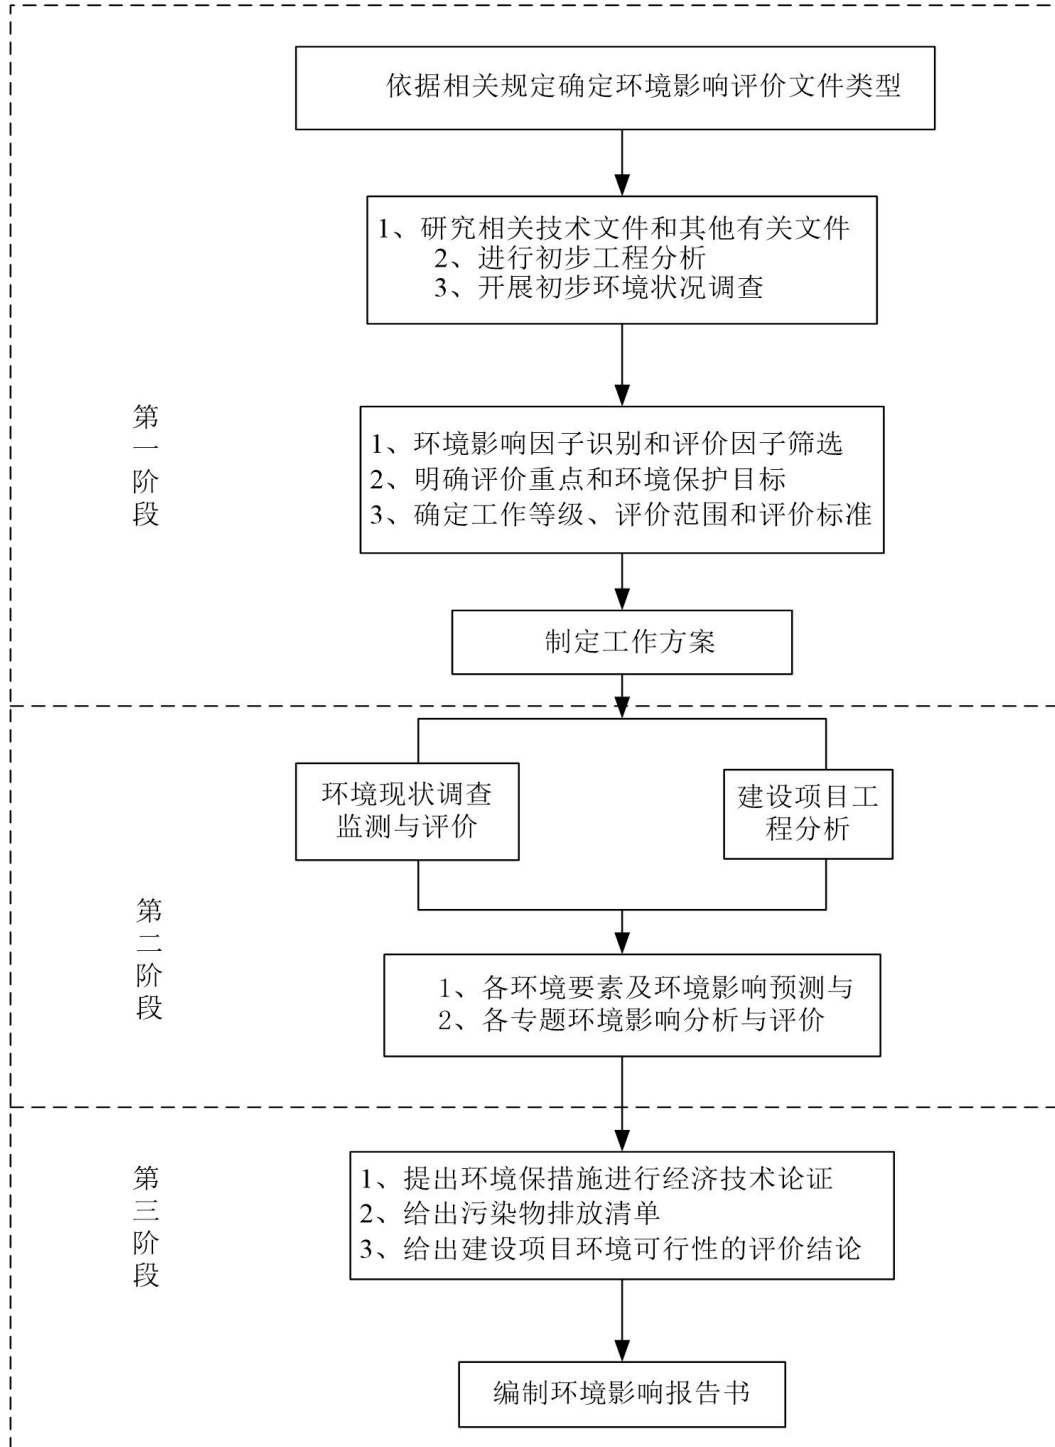 依据相关规定确定环境影响评价文件类型
1、研究相关技术文件和其他有关文件
2、进行初步工程分析
3、开展初步环境状况调查
第一阶段
1、环境影响因子识别和评价因子筛选
2、明确评价重点和环境保护目标
3、确定工作等级、评价范围和评价标准
制定工作方案
环境现状调查
监测与评价
建设项目工
程分析
第二阶段
1、各环境要素及环境影响预测与
2、各专题环境影响分析与评价
第三阶段
1、提出环境保措施进行经济技术论证
2、给出污染物排放清单
3、给出建设项目环境可行性的评价结论
编制环境影响报告书